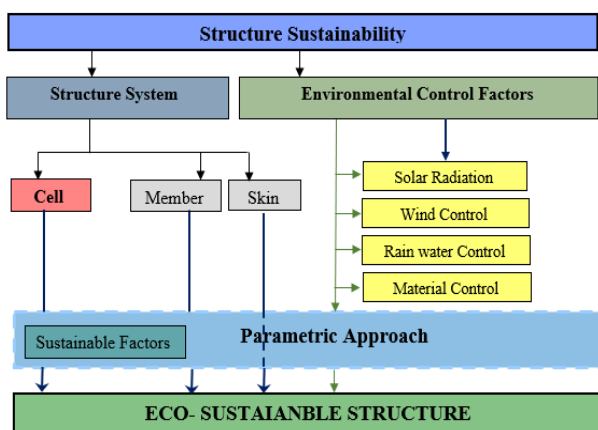 Structure Sustainability
Structure System
Environmental Control Factors
Cell
Member
Skin
Solar Radiation
Wind Control
Rain water Control
Material Control
Parametric Approach
Sustainable Factors
ECO- SUSTAIANBLE STRUCTURE